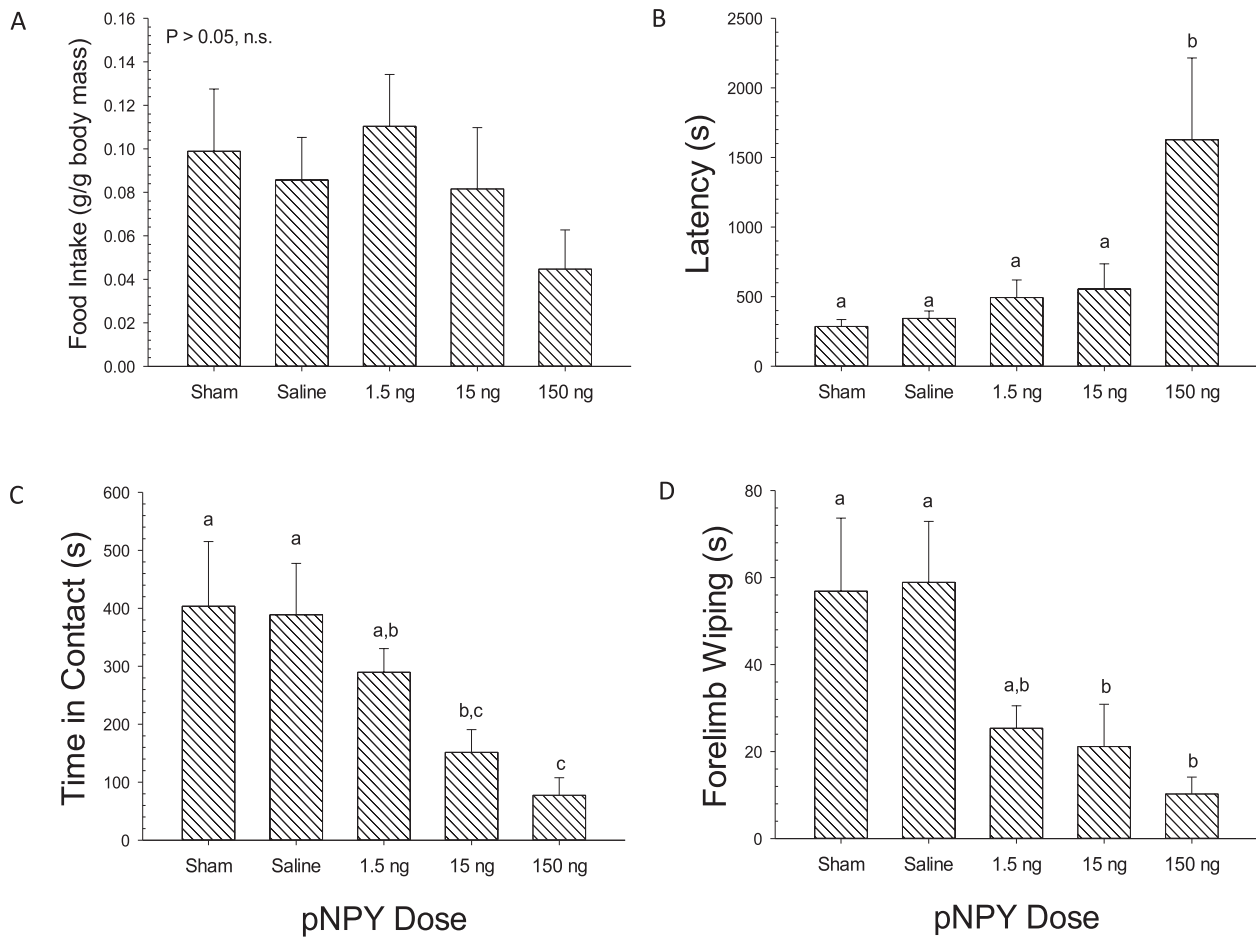 A
P > 0.05, n.s.
Food Intake (g/g body mass)
0.16
0.14
0.12
0.10
0.08
0.06
0.04
0.02
0.00
Sham Saline 1.5 ng 15 ng 150 ng
B
Latency (s)
2500
2000
1500
1000
500
0
a a a a b
Sham Saline 1.5 ng 15 ng 150 ng
C
Time in Contact (s)
600
500
400
300
200
100
0
a a a,b b,c c
Sham Saline 1.5 ng 15 ng 150 ng
pNPY Dose
D
Forelimb Wiping (s)
80
60
40
20
0
a a a,b b b
Sham Saline 1.5 ng 15 ng 150 ng
pNPY Dose